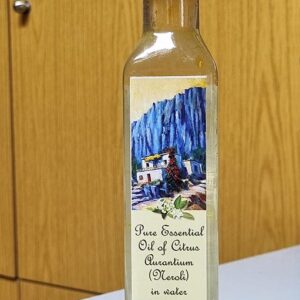 Pure Essential
Oil of Citrus
Aurantium
(Neroli)
in water